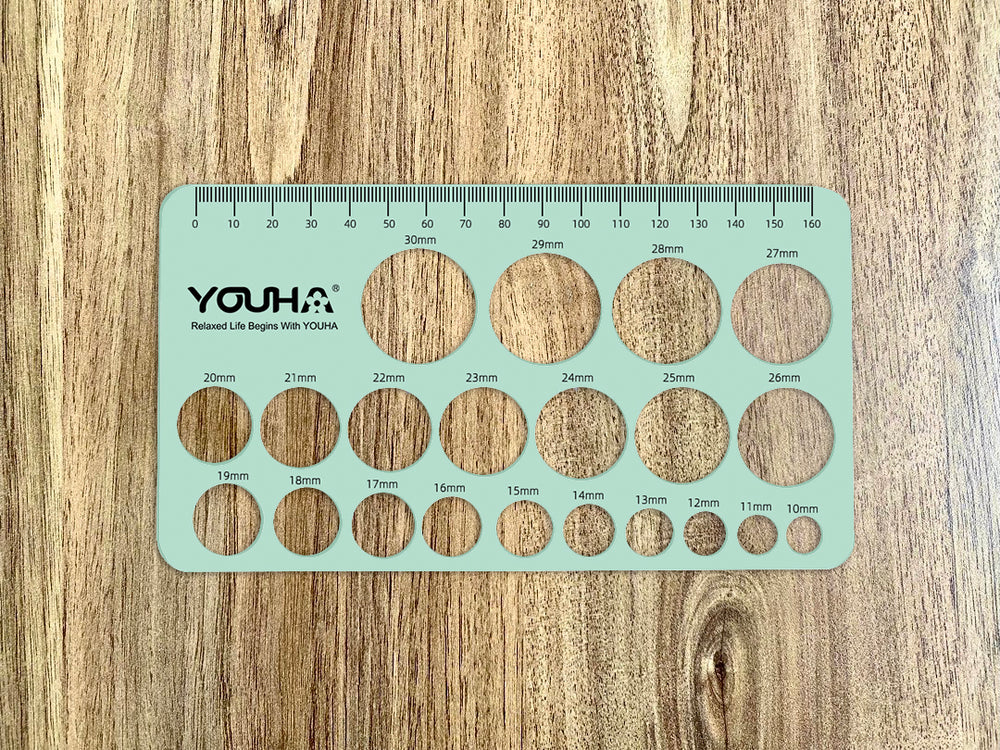 0 10 20 30 40 50 60 70 80 90 100 110 120 130 140 150 160
30mm 29mm 28mm 27mm
YOUHA®
Relaxed Life Begins With YOUHA
20mm 21mm 22mm 23mm 24mm 25mm 26mm
19mm 18mm 17mm 16mm 15mm 14mm 13mm 12mm 11mm 10mm